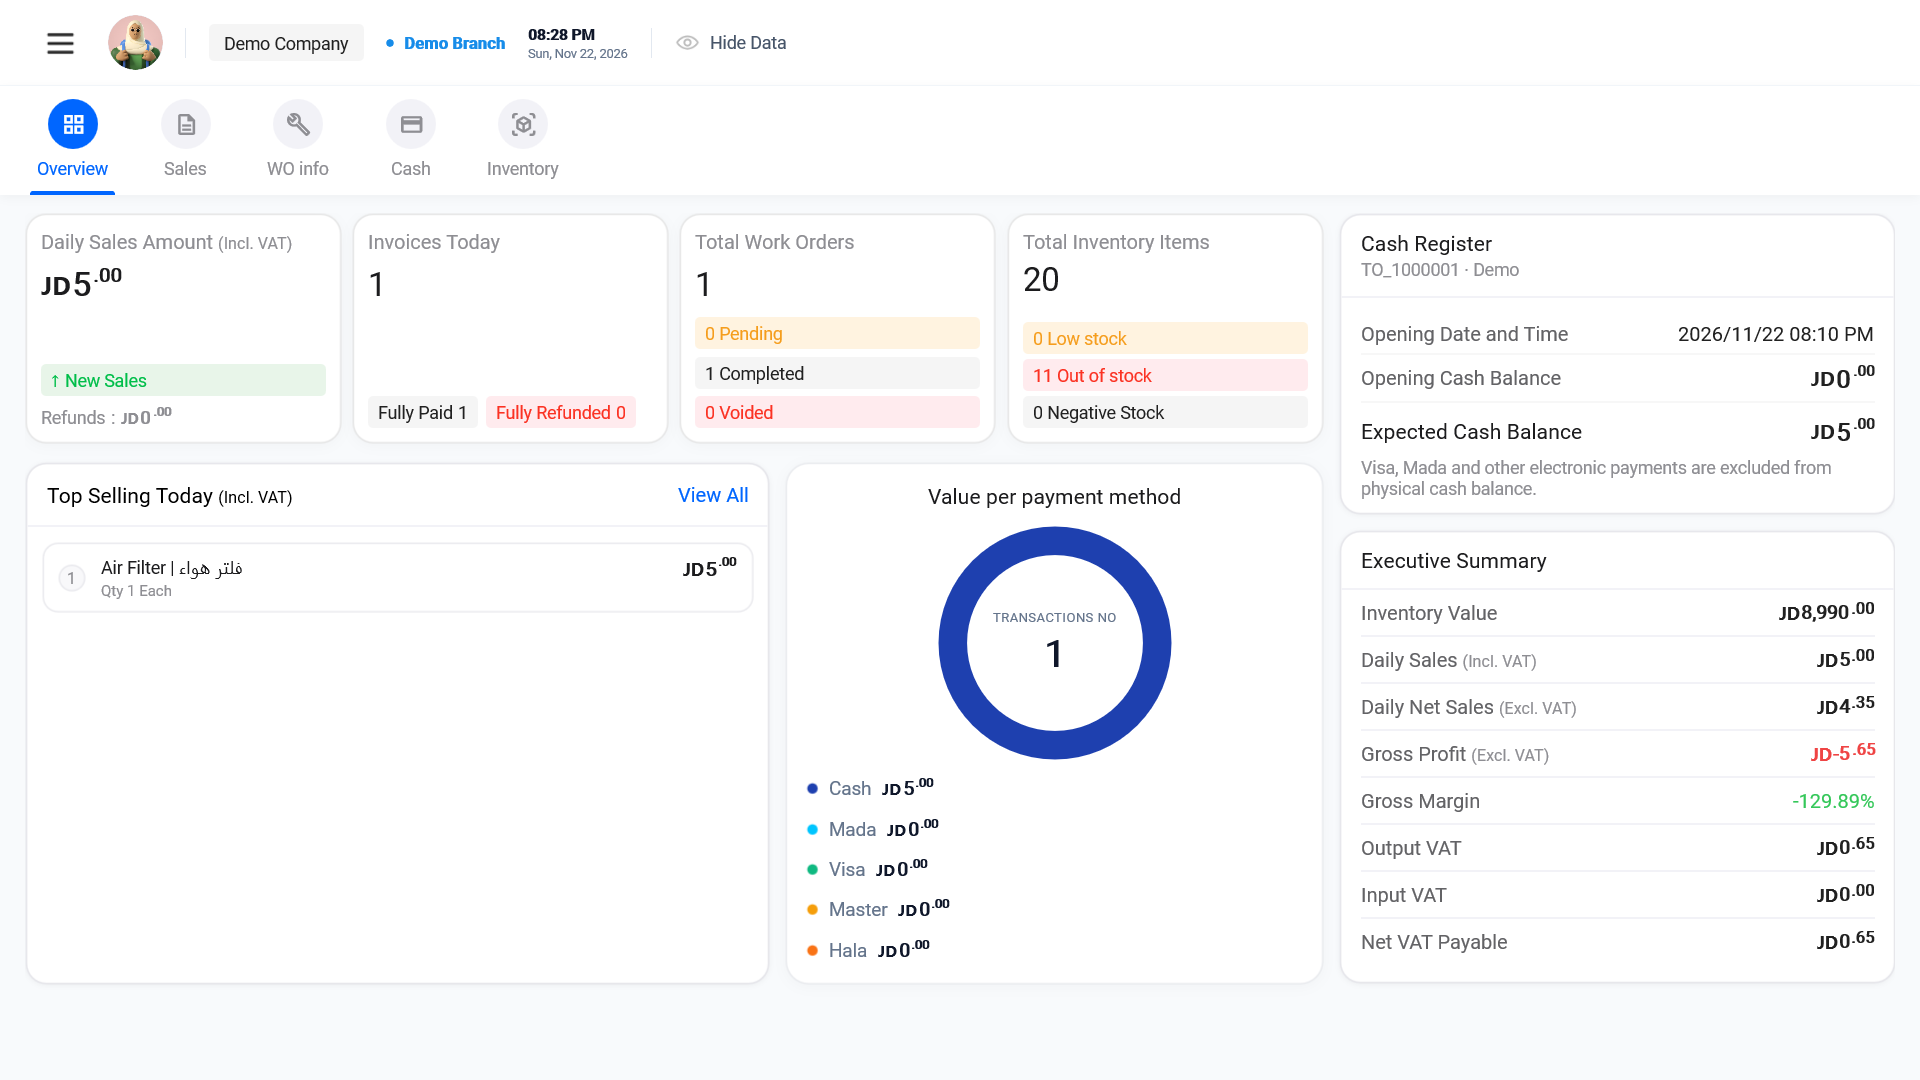 Demo Company
Demo Branch
08:28 PM
Sun, Nov 22, 2026
Hide Data
Overview
Sales
WO info
Cash
Inventory
Daily Sales Amount (Incl. VAT)
JD5.00
↑ New Sales
Refunds : JD0.00
Invoices Today
1
Fully Paid 1
Fully Refunded 0
Total Work Orders
1
0 Pending
1 Completed
0 Voided
Total Inventory Items
20
0 Low stock
11 Out of stock
0 Negative Stock
Cash Register
TO_1000001 · Demo
Opening Date and Time 2026/11/22 08:10 PM
Opening Cash Balance JD0.00
Expected Cash Balance JD5.00
Visa, Mada and other electronic payments are excluded from
physical cash balance.
Top Selling Today (Incl. VAT)
View All
1
Air Filter | فلتر هواء
Qty 1 Each
JD5.00
Value per payment method
TRANSACTIONS NO
1
Cash JD5.00
Mada JD0.00
Visa JD0.00
Master JD0.00
Hala JD0.00
Executive Summary
Inventory Value JD8,990.00
Daily Sales (Incl. VAT) JD5.00
Daily Net Sales (Excl. VAT) JD4.35
Gross Profit (Excl. VAT) JD-5.65
Gross Margin -129.89%
Output VAT JD0.65
Input VAT JD0.00
Net VAT Payable JD0.65